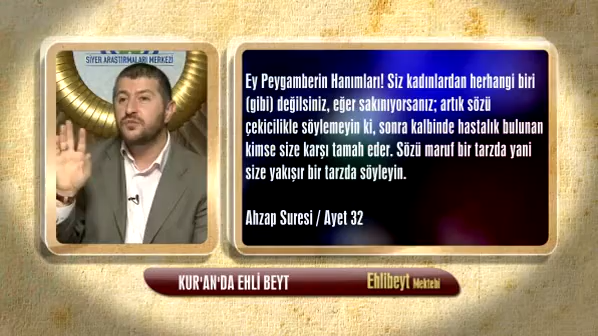 SİYER ARAŞTIRMALARI MERKEZİ
Ey Peygamberin Hanımları! Siz kadınlardan herhangi biri
(gibi) değilsiniz, eğer sakınıyorsanız; artık sözü
çekicilikle söylemeyin ki, sonra kalbinde hastalık bulunan
kimse size karşı tamah eder. Sözü maruf bir tarzda yani
size yakışır bir tarzda söyleyin.
Ahzap Suresi / Ayet 32
KUR'AN'DA EHLİ BEYT
Ehlibeyt Mektebi